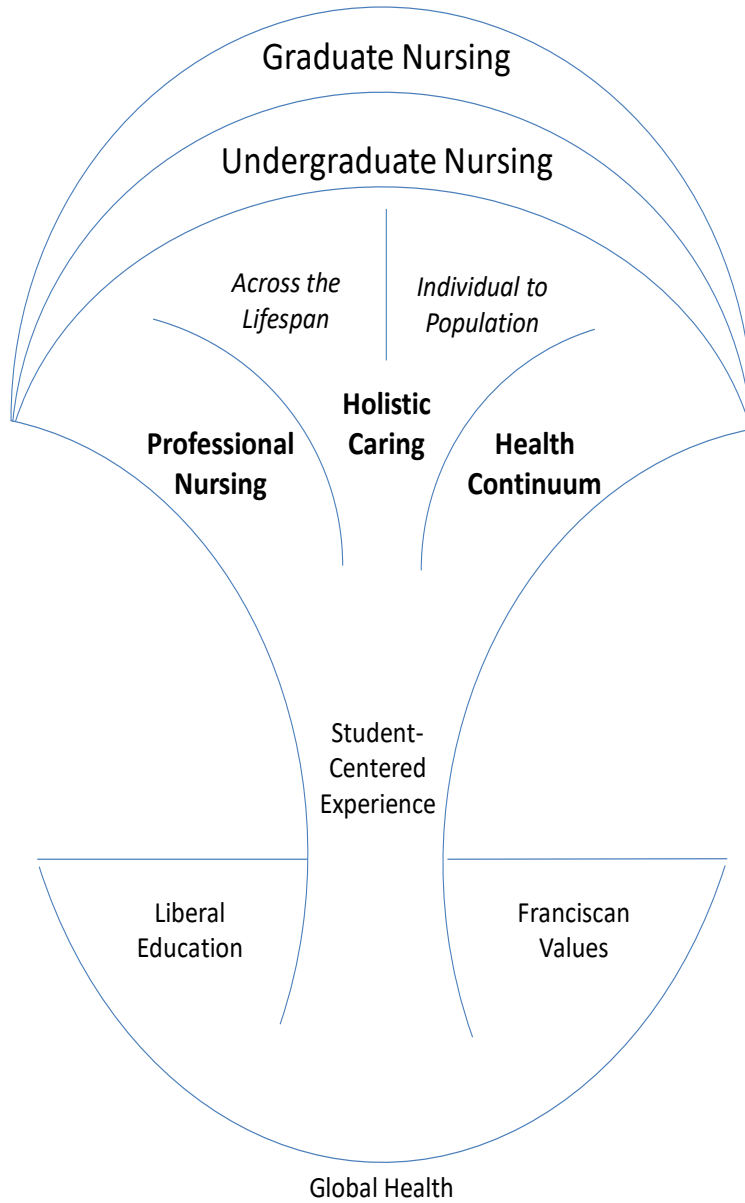 Graduate Nursing
Undergraduate Nursing
Across the
Lifespan
Individual to
Population
Holistic
Caring
Professional
Nursing
Health
Continuum
Student-
Centered
Experience
Liberal
Education
Franciscan
Values
Global Health